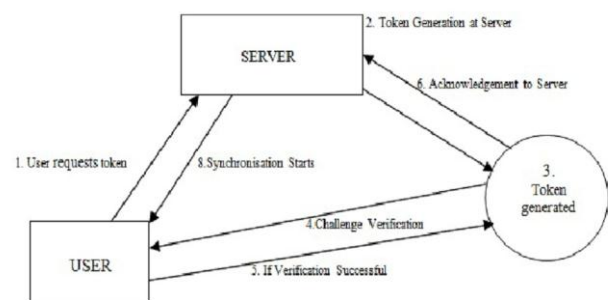 2. Token Generation at Server
SERVER
6. Acknowledgement to Server
1. User requests token
8.Synchronisation Starts
3.
Token
generated
4.Challenge Verification
USER
5. If Verification Successful